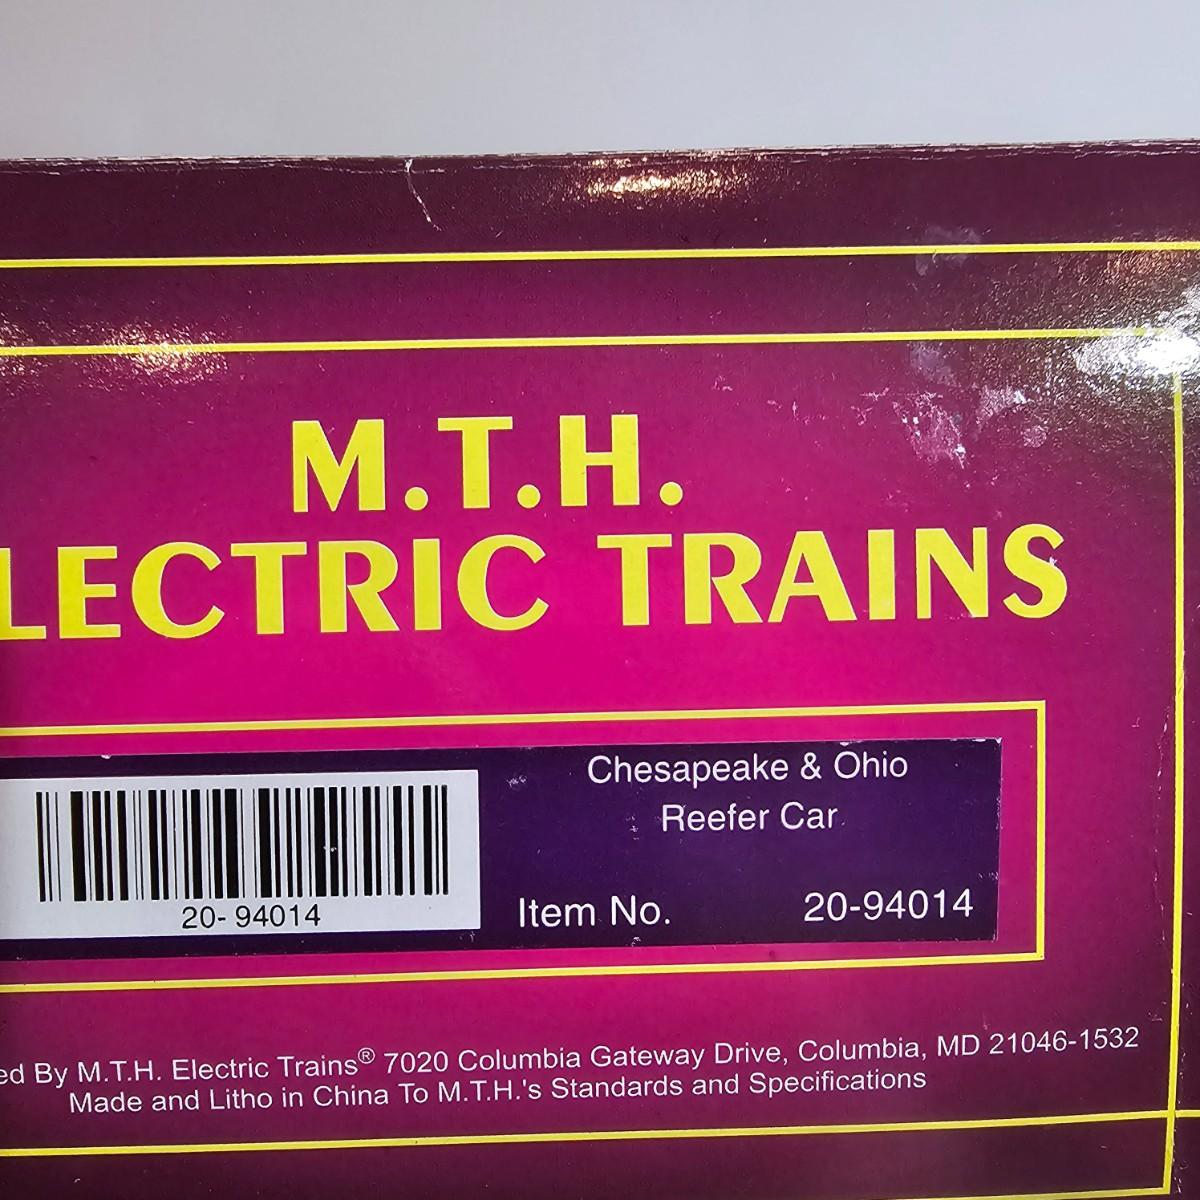 M.T.H.
LECTRIC TRAINS
Chesapeake & Ohio
Reefer Car
20- 94014
Item No. 20-94014
ed By M.T.H. Electric Trains® 7020 Columbia Gateway Drive, Columbia, MD 21046-1532
Made and Litho in China To M.T.H.'s Standards and Specifications